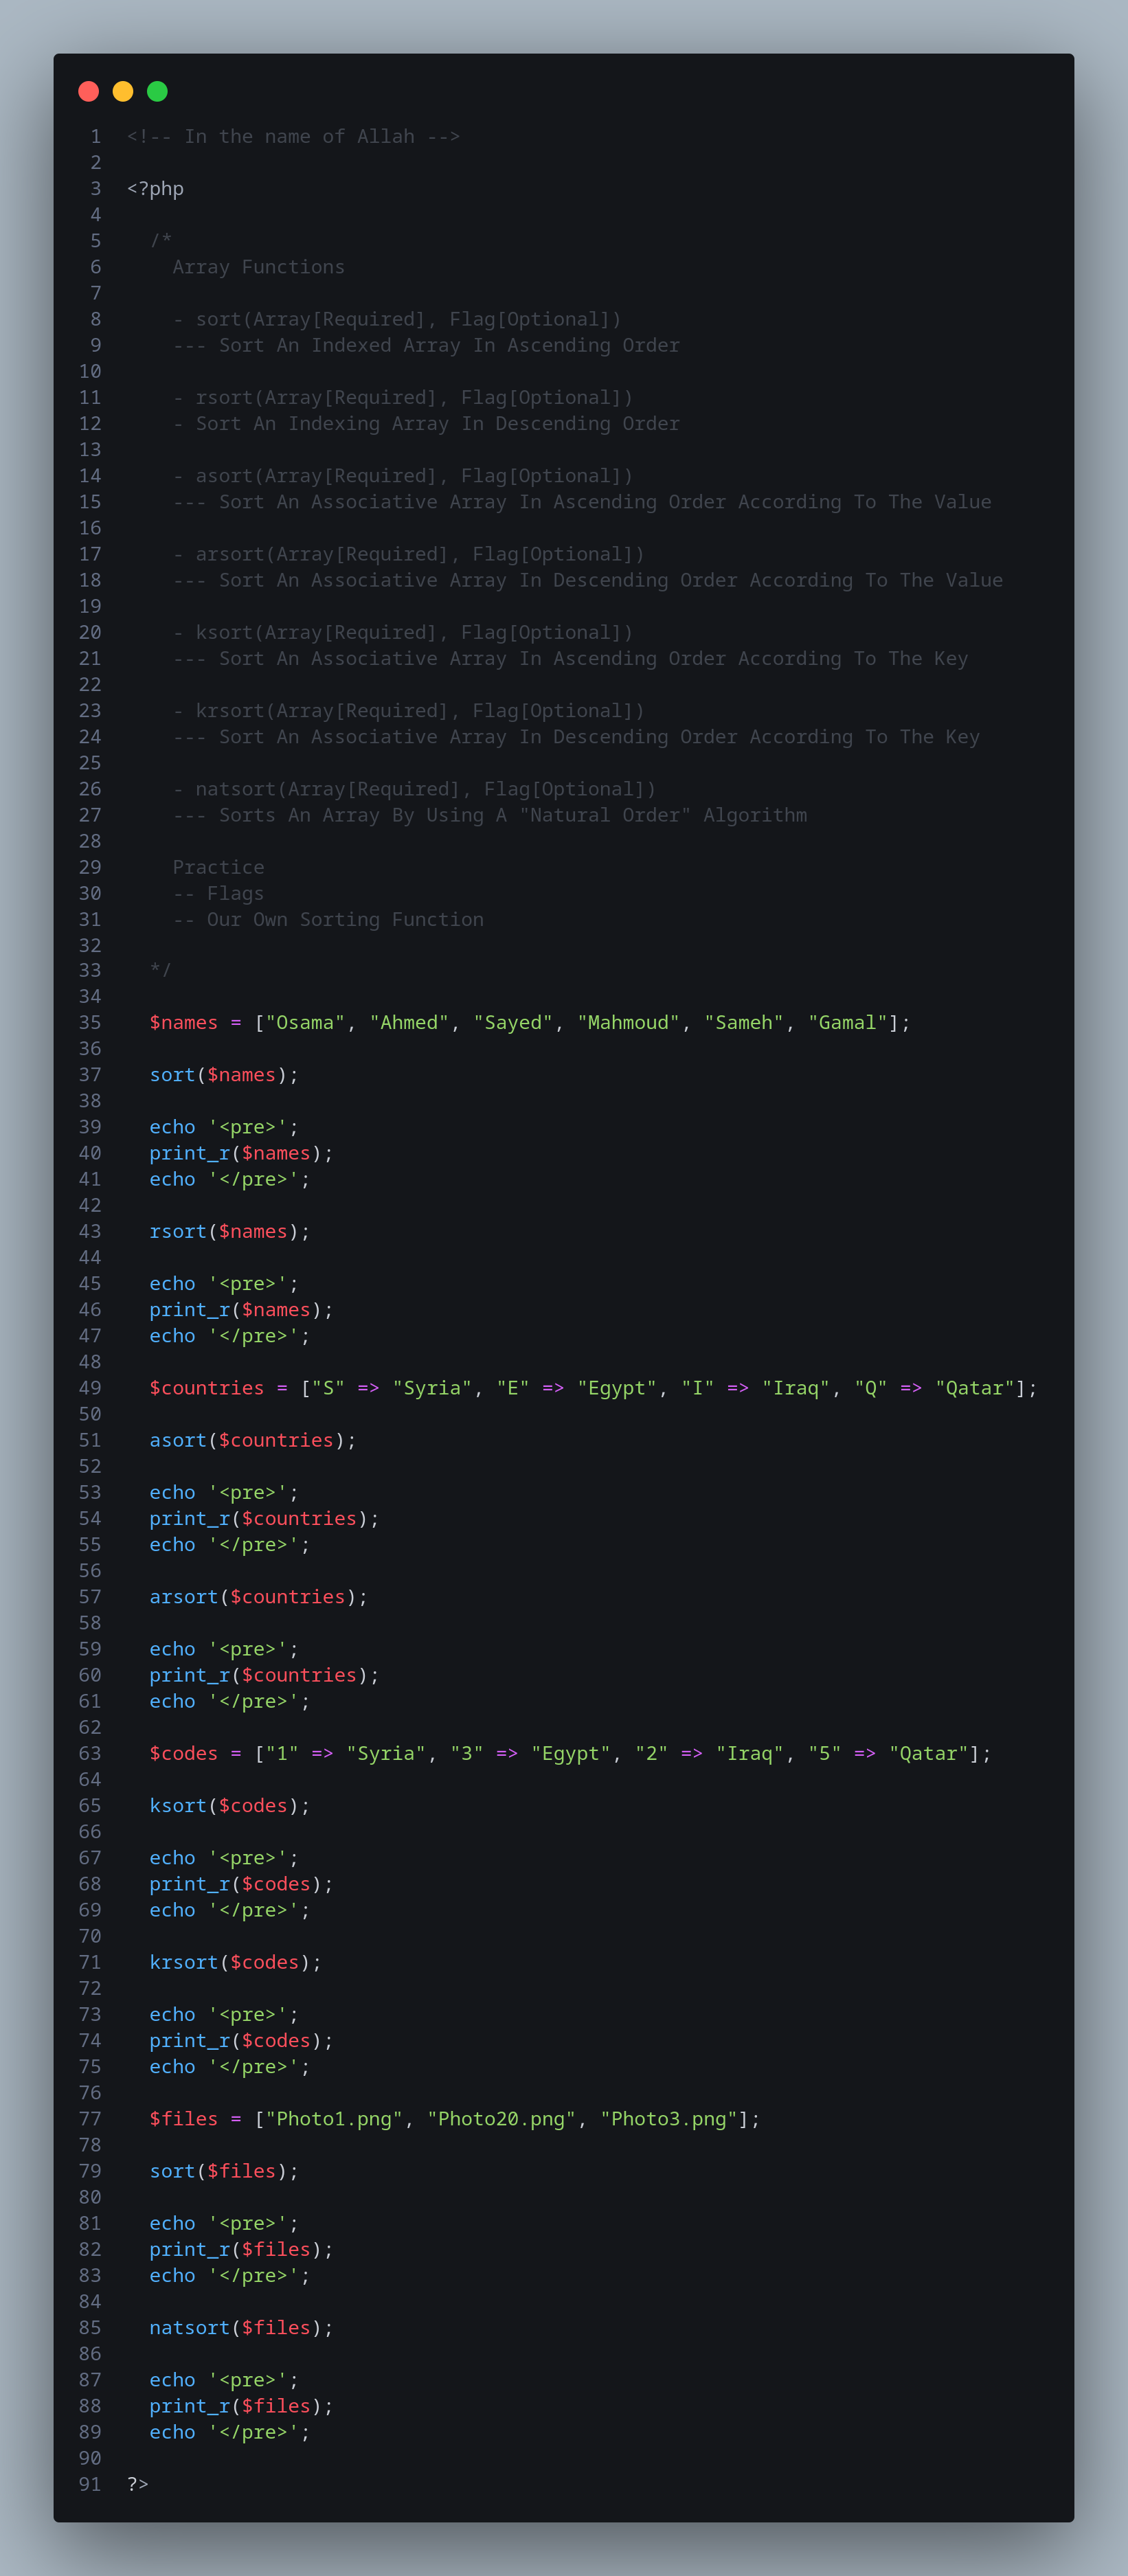 1 <!-- In the name of Allah -->
2
3 <?php
4
5 /*
6 Array Functions
7
8 - sort(Array[Required], Flag[Optional])
9 --- Sort An Indexed Array In Ascending Order
10
11 - rsort(Array[Required], Flag[Optional])
12 - Sort An Indexing Array In Descending Order
13
14 - asort(Array[Required], Flag[Optional])
15 --- Sort An Associative Array In Ascending Order According To The Value
16
17 - arsort(Array[Required], Flag[Optional])
18 --- Sort An Associative Array In Descending Order According To The Value
19
20 - ksort(Array[Required], Flag[Optional])
21 --- Sort An Associative Array In Ascending Order According To The Key
22
23 - krsort(Array[Required], Flag[Optional])
24 --- Sort An Associative Array In Descending Order According To The Key
25
26 - natsort(Array[Required], Flag[Optional])
27 --- Sorts An Array By Using A "Natural Order" Algorithm
28
29 Practice
30 -- Flags
31 -- Our Own Sorting Function
32
33 */
34
35 $names = ["Osama", "Ahmed", "Sayed", "Mahmoud", "Sameh", "Gamal"];
36
37 sort($names);
38
39 echo '<pre>';
40 print_r($names);
41 echo '</pre>';
42
43 rsort($names);
44
45 echo '<pre>';
46 print_r($names);
47 echo '</pre>';
48
49 $countries = ["S" => "Syria", "E" => "Egypt", "I" => "Iraq", "Q" => "Qatar"];
50
51 asort($countries);
52
53 echo '<pre>';
54 print_r($countries);
55 echo '</pre>';
56
57 arsort($countries);
58
59 echo '<pre>';
60 print_r($countries);
61 echo '</pre>';
62
63 $codes = ["1" => "Syria", "3" => "Egypt", "2" => "Iraq", "5" => "Qatar"];
64
65 ksort($codes);
66
67 echo '<pre>';
68 print_r($codes);
69 echo '</pre>';
70
71 krsort($codes);
72
73 echo '<pre>';
74 print_r($codes);
75 echo '</pre>';
76
77 $files = ["Photo1.png", "Photo20.png", "Photo3.png"];
78
79 sort($files);
80
81 echo '<pre>';
82 print_r($files);
83 echo '</pre>';
84
85 natsort($files);
86
87 echo '<pre>';
88 print_r($files);
89 echo '</pre>';
90
91 ?>